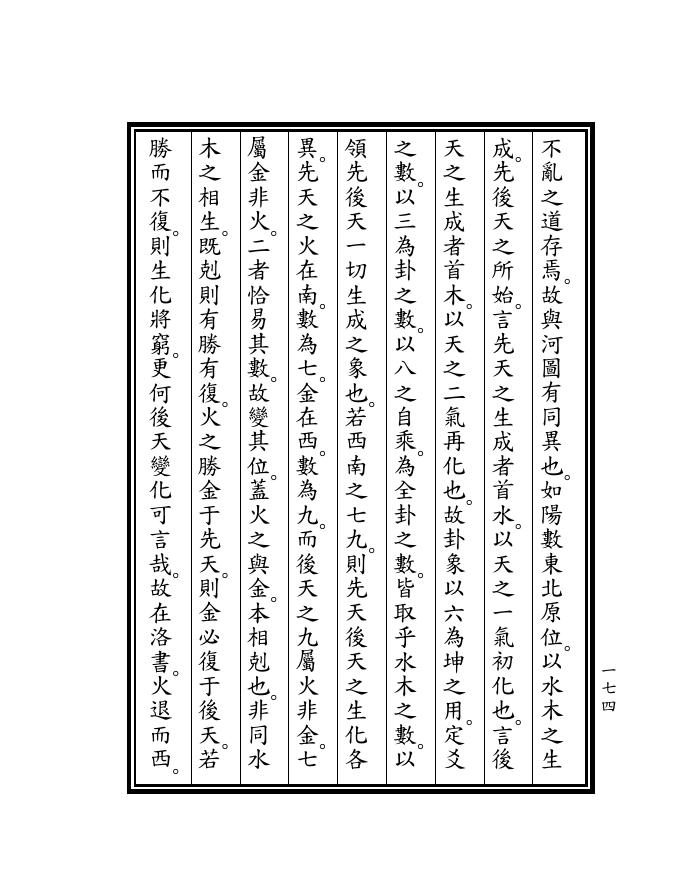 不亂之道存焉。故與河圖有同異也。如陽數東北原位。以水木之生
成。先後天之所始。言先天之生成者首水。以天之一氣初化也。言後
天之生成者首木。以天之二氣再化也。故卦象以六為坤之用。定爻
之數。以三為卦之數。以八之自乘。為全卦之數。皆取乎水木之數。以
領先後天一切生成之象也。若西南之七九。則先天後天之生化各
異。先天之火在南。數為七。金在西。數為九。而後天之九屬火非金。七
屬金非火。二者恰易其數。故變其位。蓋火之與金。本相剋也。非同水
木之相生。既剋則有勝有復。火之勝金于先天。則金必復于後天。若
勝而不復。則生化將窮。更何後天變化可言哉。故在洛書。火退而西。
一七四